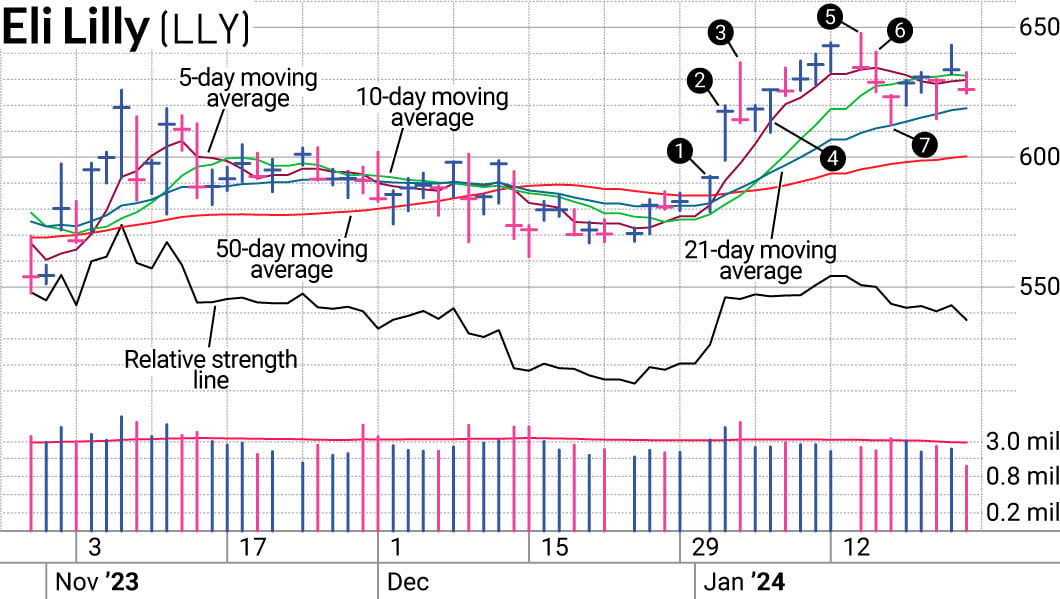 Eli Lilly (LLY)
650
600
550
5-day moving
average
10-day moving
average
50-day moving
average
21-day moving
average
Relative strength
line
1
2
3
4
5
6
7
3.0 mil
0.8 mil
0.2 mil
3
17
1
15
29
12
Nov ’23
Dec
Jan ’24